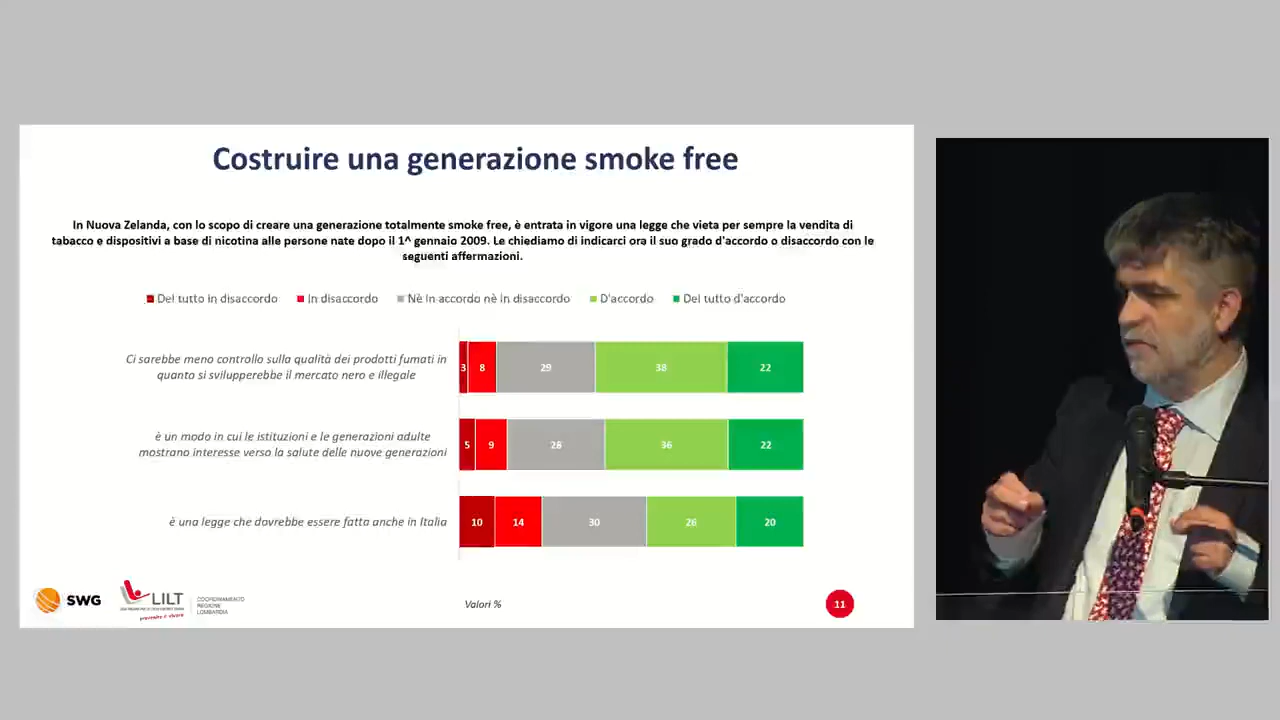 Costruire una generazione smoke free
In Nuova Zelanda, con lo scopo di creare una generazione totalmente smoke free, è entrata in vigore una legge che vieta per sempre la vendita di
tabacco e dispositivi a base di nicotina alle persone nate dopo il 1^ gennaio 2009. Le chiediamo di indicarci ora il suo grado d'accordo o disaccordo con le
seguenti affermazioni.
Del tutto in disaccordo In disaccordo Nè in accordo nè in disaccordo D'accordo Del tutto d'accordo
Ci sarebbe meno controllo sulla qualità dei prodotti fumati in
quanto si svilupperebbe il mercato nero e illegale
3 8 29 38 22
è un modo in cui le istituzioni e le generazioni adulte
mostrano interesse verso la salute delle nuove generazioni
5 9 28 36 22
è una legge che dovrebbe essere fatta anche in Italia
10 14 30 26 20
SWG
LILT
prevenire è vivere
COORDINAMENTO
REGIONE
LOMBARDIA
Valori %
11